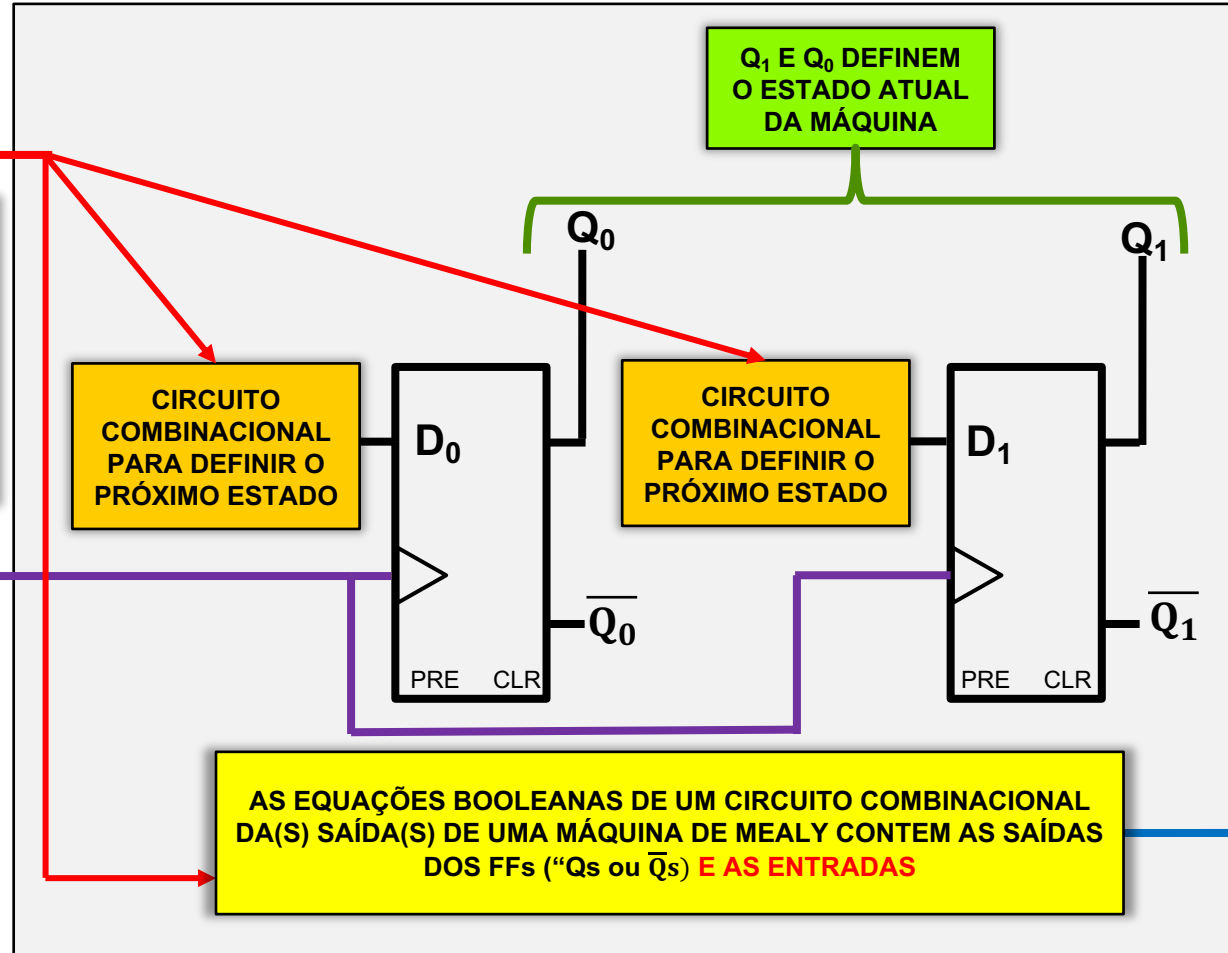 Q₁ E Q₀ DEFINEM
O ESTADO ATUAL
DA MÁQUINA
Q₀
Q₁
CIRCUITO
COMBINACIONAL
PARA DEFINIR O
PRÓXIMO ESTADO
D₀
Q̅₀
PRE CLR
CIRCUITO
COMBINACIONAL
PARA DEFINIR O
PRÓXIMO ESTADO
D₁
Q̅₁
PRE CLR
AS EQUAÇÕES BOOLEANAS DE UM CIRCUITO COMBINACIONAL
DA(S) SAÍDA(S) DE UMA MÁQUINA DE MEALY CONTEM AS SAÍDAS
DOS FFs (“Qs ou Q̅s) E AS ENTRADAS